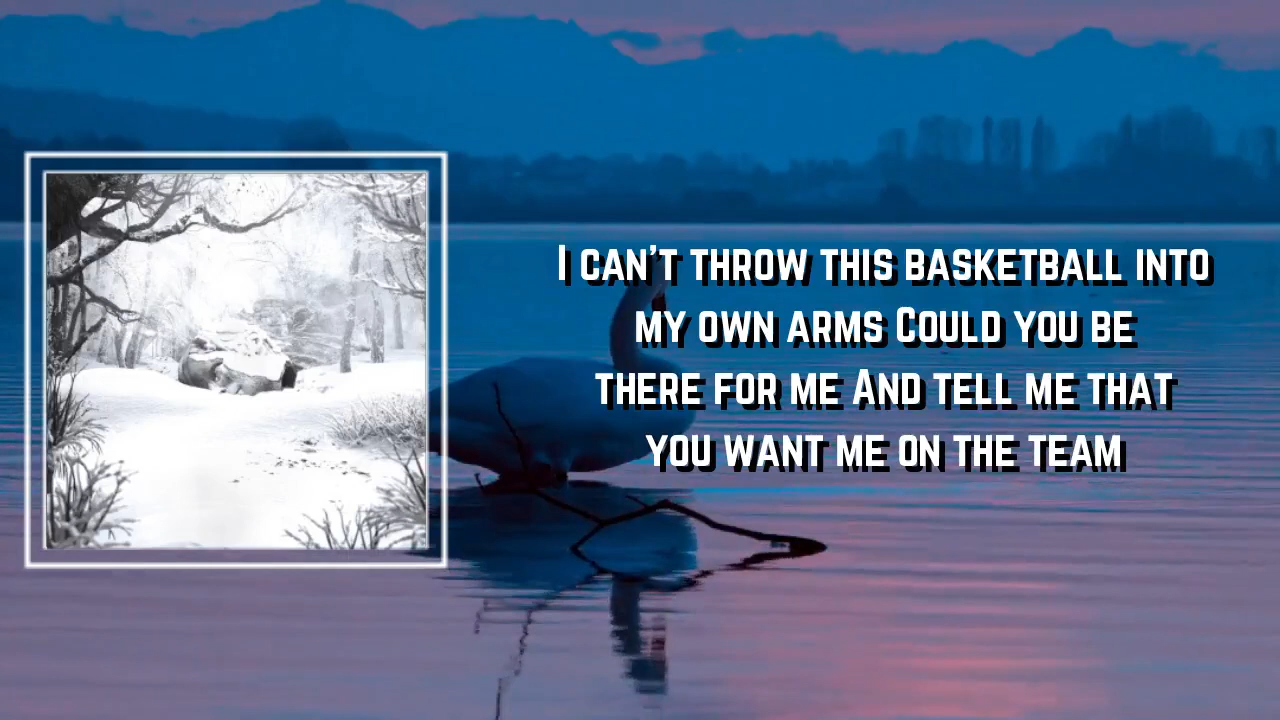 I can't throw this basketball into
my own arms Could you be
there for me And tell me that
you want me on the team